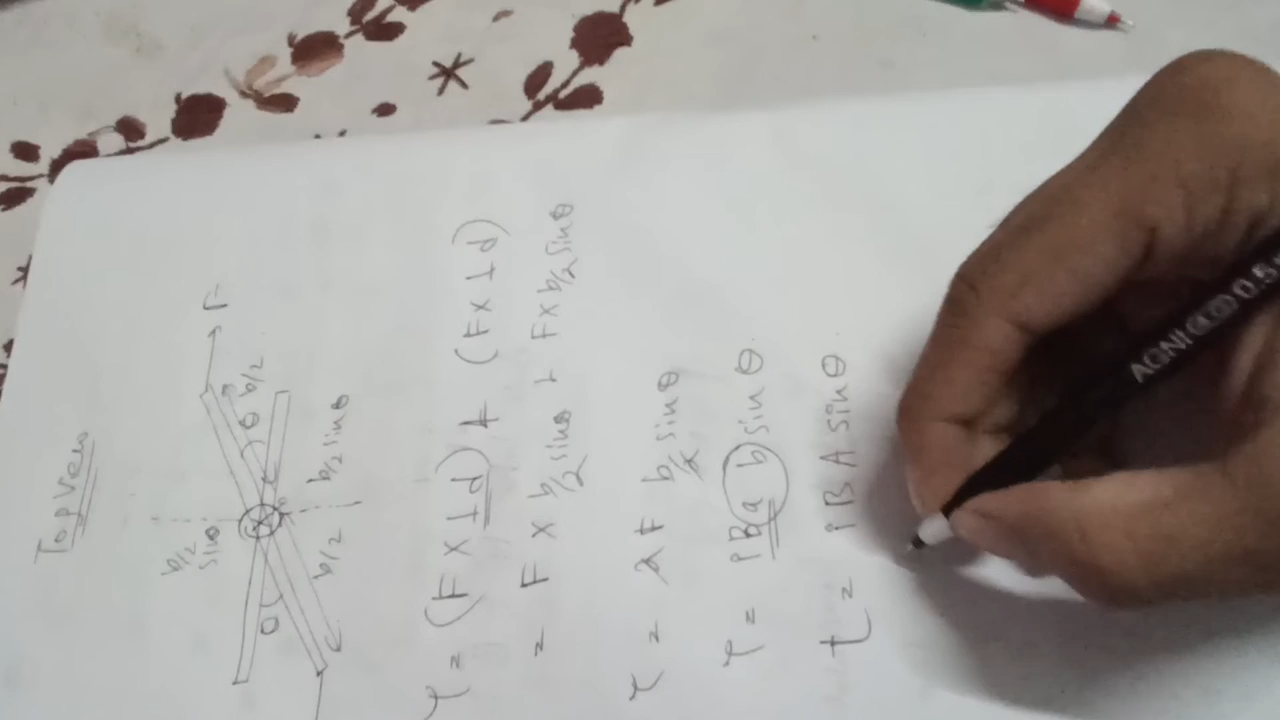 Top View
F
θ b/2
b/2 sinθ
b/2 sinθ
b/2
θ
τ = (F × ⊥d) + (F × ⊥d)
= F × b/2 sinθ + F × b/2 sinθ
τ = 2F b/2 sinθ
τ = iBab sinθ
τ = iBA sinθ
AGNI 0.5